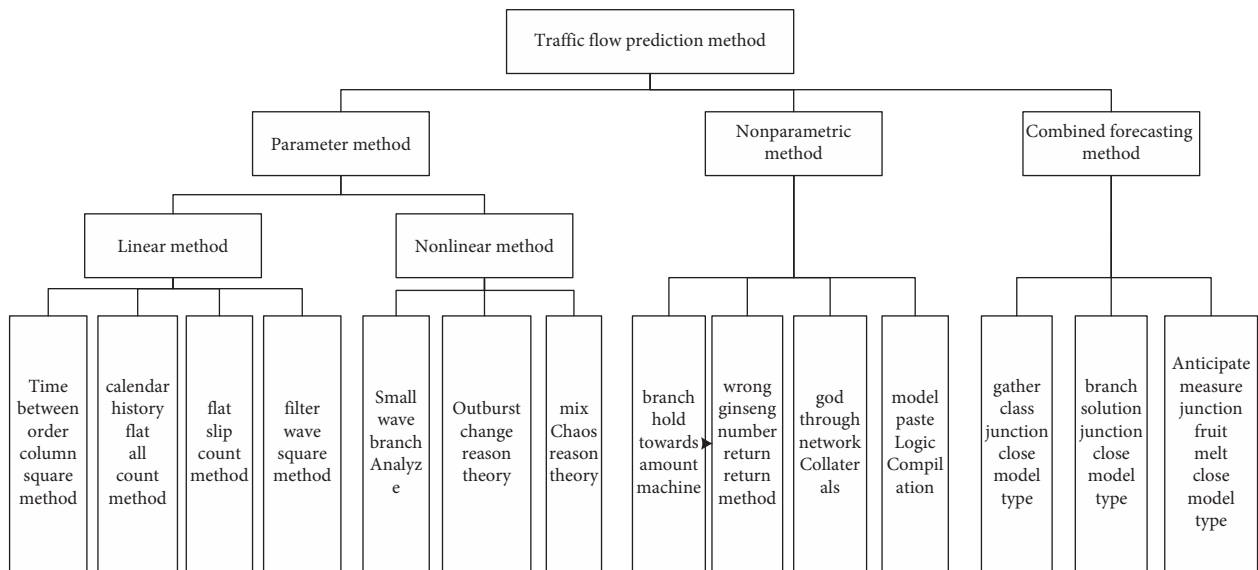 Traffic flow prediction method
Parameter method
Nonparametric
method
Combined forecasting
method
Linear method
Nonlinear method
Time
between
order
column
square
method
calendar
history
flat
all
count
method
flat
slip
count
method
filter
wave
square
method
Small
wave
branch
Analyz
e
Outburst
change
reason
theory
mix
Chaos
reason
theory
branch
hold
towards
amount
machine
wrong
ginseng
number
return
return
method
god
through
network
Collater
als
model
paste
Logic
Compil
ation
gather
class
junction
close
model
type
branch
solution
junction
close
model
type
Anticipate
measure
junction
fruit
melt
close
model
type